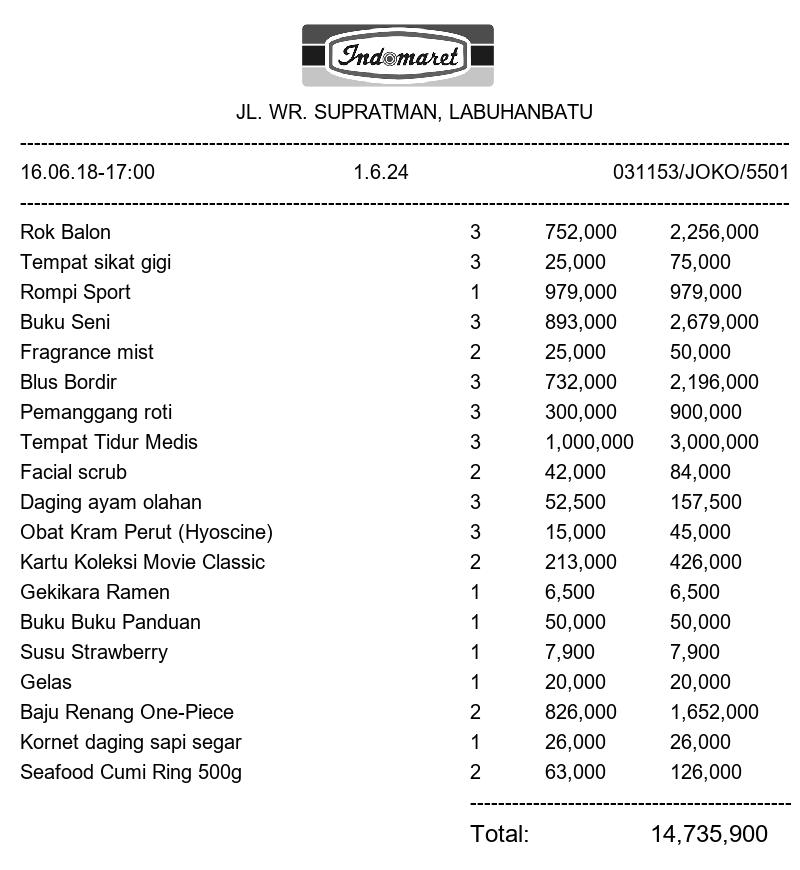 Indomaret
JL. WR. SUPRATMAN, LABUHANBATU
16.06.18-17:00 1.6.24 031153/JOKO/5501
Rok Balon 3 752,000 2,256,000
Tempat sikat gigi 3 25,000 75,000
Rompi Sport 1 979,000 979,000
Buku Seni 3 893,000 2,679,000
Fragrance mist 2 25,000 50,000
Blus Bordir 3 732,000 2,196,000
Pemanggang roti 3 300,000 900,000
Tempat Tidur Medis 3 1,000,000 3,000,000
Facial scrub 2 42,000 84,000
Daging ayam olahan 3 52,500 157,500
Obat Kram Perut (Hyoscine) 3 15,000 45,000
Kartu Koleksi Movie Classic 2 213,000 426,000
Gekikara Ramen 1 6,500 6,500
Buku Buku Panduan 1 50,000 50,000
Susu Strawberry 1 7,900 7,900
Gelas 1 20,000 20,000
Baju Renang One-Piece 2 826,000 1,652,000
Kornet daging sapi segar 1 26,000 26,000
Seafood Cumi Ring 500g 2 63,000 126,000
Total: 14,735,900